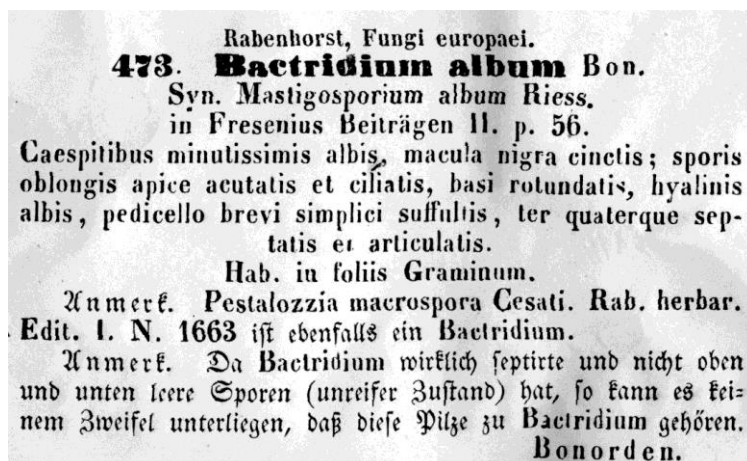 Rabenhorst, Fungi europaei.
473. Bactridium album Bon.
Syn. Mastigosporium album Riess.
in Fresenius Beiträgen II. p. 56.
Caespitibus minutissimis albis, macula nigra cinctis; sporis
oblongis apice acutatis et ciliatis, basi rotundatis, hyalinis
albis, pedicello brevi simplici suffultis, ter quaterque sep-
tatis et articulatis.
Hab. in foliis Graminum.
Anmerk. Pestalozzia macrospora Cesati. Rab. herbar.
Edit. I. N. 1663 ist ebenfalls ein Bactridium.
Anmerk. Da Bactridium wirklich septirte und nicht oben
und unten leere Sporen (unreifer Zustand) hat, so kann es kei-
nem Zweifel unterliegen, daß diese Pilze zu Bactridium gehören.
Bonorden.